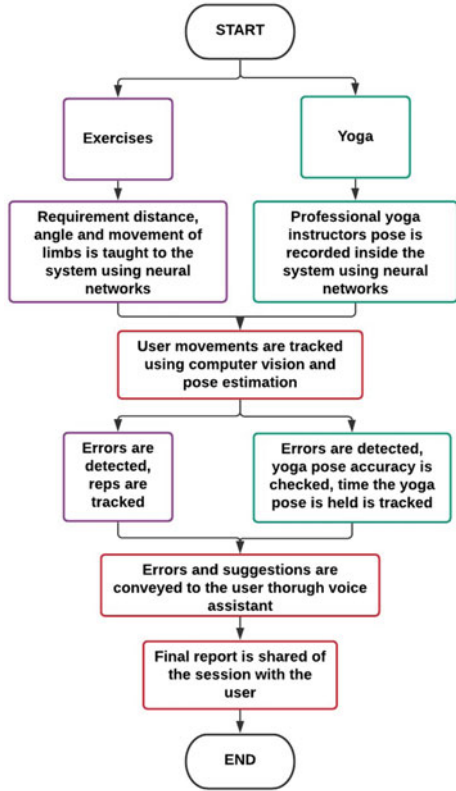 START
Exercises
Yoga
Requirement distance,
angle and movement of
limbs is taught to the
system using neural
networks
Professional yoga
instructors pose is
recorded inside the
system using neural
networks
User movements are tracked
using computer vision and
pose estimation
Errors are
detected,
reps are
tracked
Errors are detected,
yoga pose accuracy is
checked, time the yoga
pose is held is tracked
Errors and suggestions are
conveyed to the user thorugh voice
assistant
Final report is shared of
the session with the
user
END